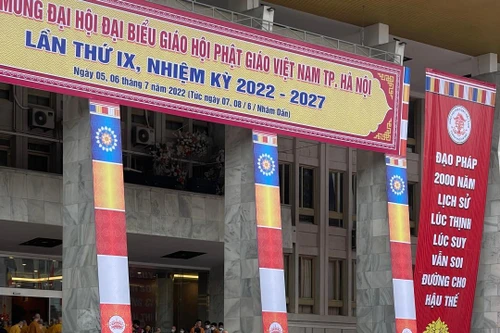 MỪNG ĐẠI HỘI ĐẠI BIỂU GIÁO HỘI PHẬT GIÁO VIỆT NAM TP. HÀ NỘI
LẦN THỨ IX, NHIỆM KỲ 2022 - 2027
Ngày 05, 06 tháng 7 năm 2022 (Tức ngày 07, 08 / 6 / Nhâm Dần)
ĐẠO PHÁP
2000 NĂM
LỊCH SỬ
LÚC THỊNH
LÚC SUY
VẪN SOI
ĐƯỜNG CHO
HẬU THẾ